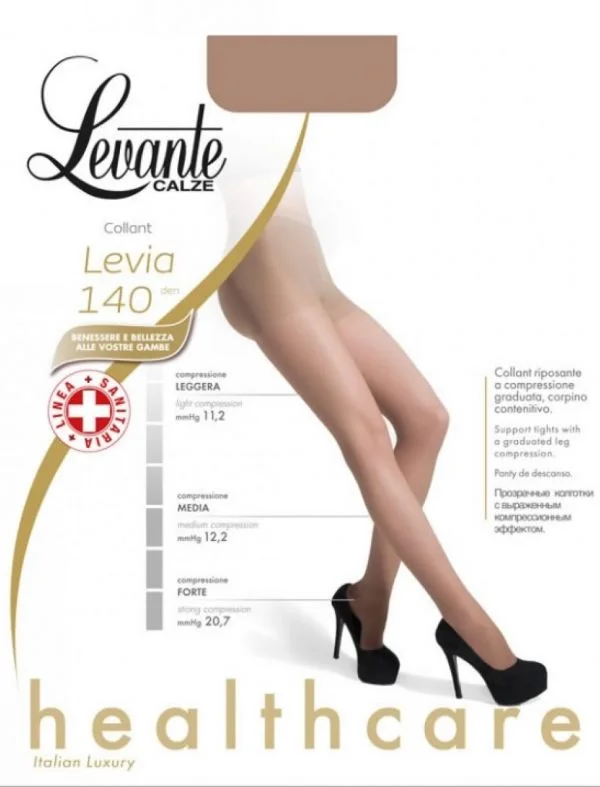 Levante
CALZE
Collant
Levia
140 den
BENESSERE E BELLEZZA
ALLE VOSTRE GAMBE
LINEA + SANITARIA +
compressione
LEGGERA
light compression
mmHg 11,2
compressione
MEDIA
medium compression
mmHg 12,2
compressione
FORTE
strong compression
mmHg 20,7
Collant riposante
a compressione
graduata, corpino
contenitivo.
Support tights with
a graduated leg
compression.
Panty de descanso.
Прозрачные колготки
с выраженным
компрессионным
эффектом.
healthcare
Italian Luxury